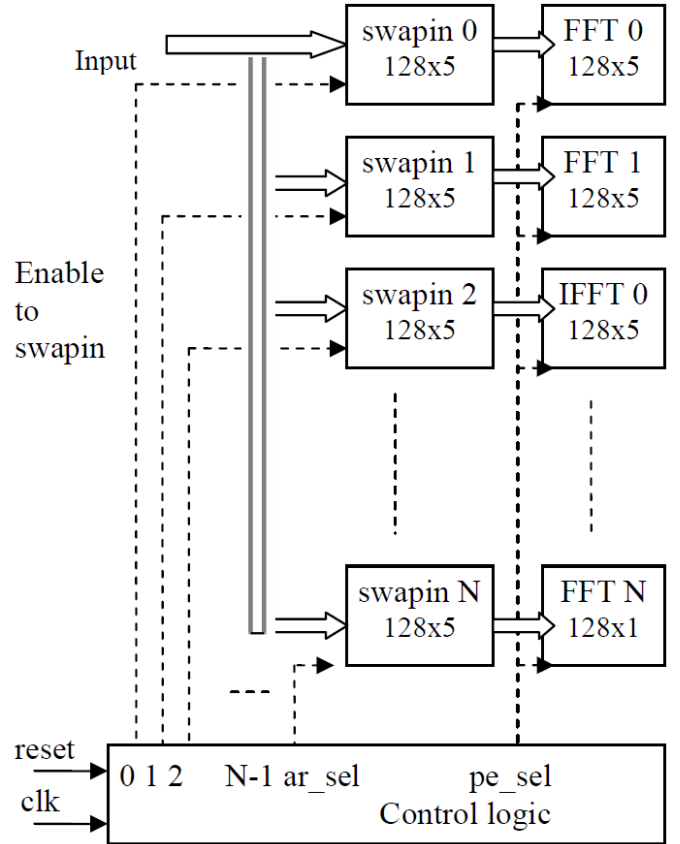 Input
swapin 0
128x5
FFT 0
128x5
swapin 1
128x5
FFT 1
128x5
Enable
to
swapin
swapin 2
128x5
IFFT 0
128x5
swapin N
128x5
FFT N
128x1
reset
clk
0 1 2 N-1 ar_sel pe_sel
Control logic